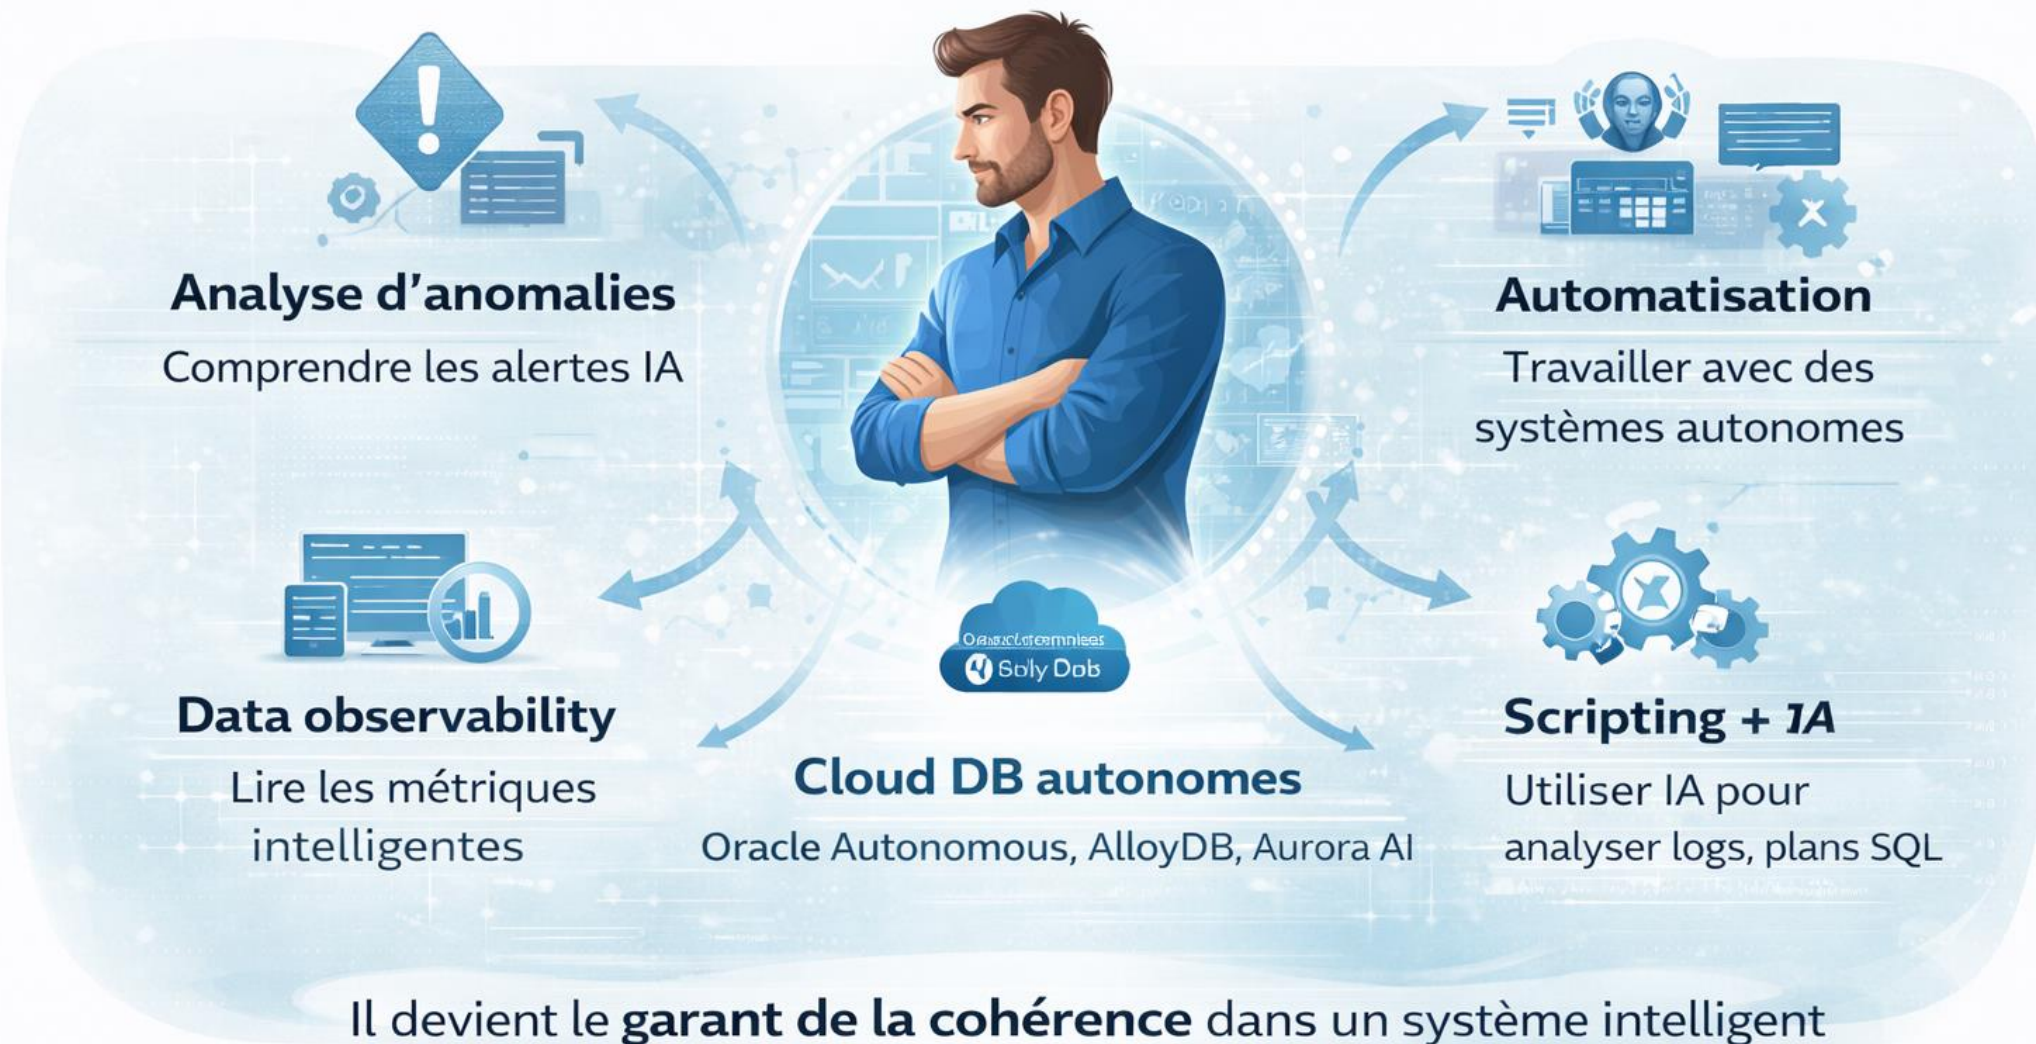 Analyse d'anomalies
Comprendre les alertes IA
Automatisation
Travailler avec des
systèmes autonomes
Data observability
Lire les métriques
intelligentes
Solly Dob
Cloud DB autonomes
Oracle Autonomous, AlloyDB, Aurora AI
Scripting + IA
Utiliser IA pour
analyser logs, plans SQL
Il devient le garant de la cohérence dans un système intelligent